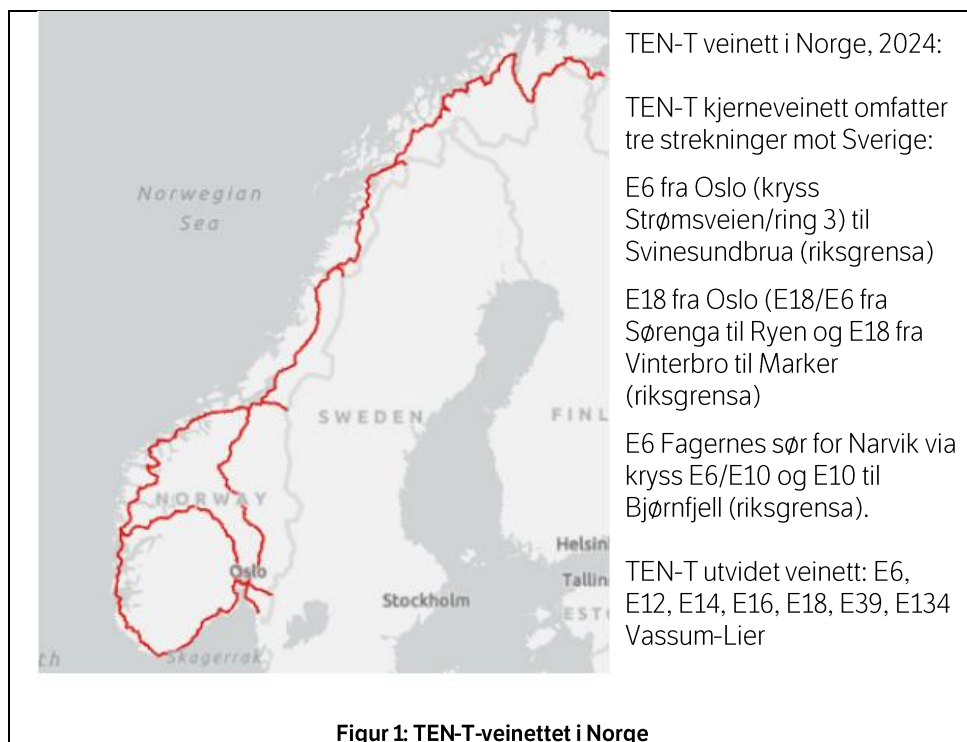 TEN-T veinett i Norge, 2024:
TEN-T kjerneveinett omfatter
tre strekninger mot Sverige:
E6 fra Oslo (kryss
Strømsveien/ring 3) til
Svinesundbrua (riksgrensa)
E18 fra Oslo (E18/E6 fra
Sørenga til Ryen og E18 fra
Vinterbro til Marker
(riksgrensa)
E6 Fagernes sør for Narvik via
kryss E6/E10 og E10 til
Bjørnfjell (riksgrensa).
TEN-T utvidet veinett: E6,
E12, E14, E16, E18, E39, E134
Vassum-Lier
Norwegian
Sea
SWEDEN
FINL
NORWAY
Oslo
Helsin
Tallin
ESTO
Stockholm
Skagerrak
th
Figur 1: TEN-T-veinettet i Norge